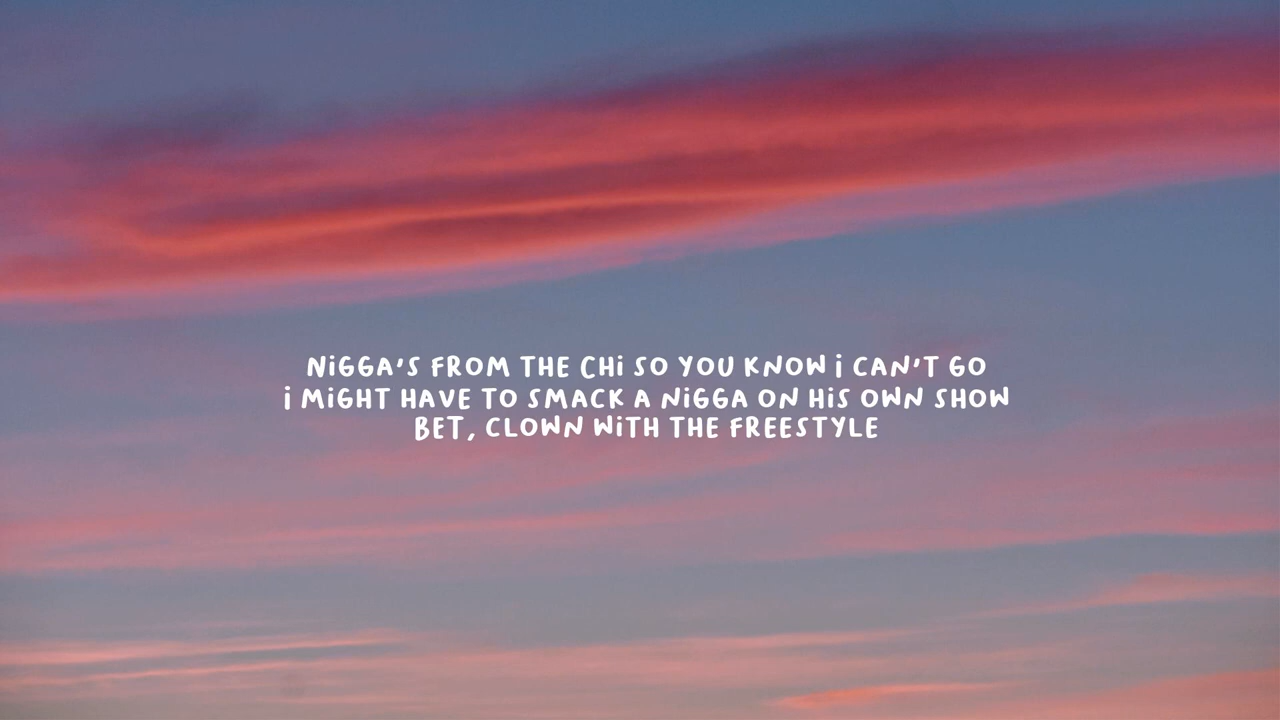 NiGGA'S FROM THE CHi SO YOU KNOW i CAN'T GO
i MiGHT HAVE TO SMACK A NiGGA ON HiS OWN SHOW
BET, CLOWN WiTH THE FREESTYLE